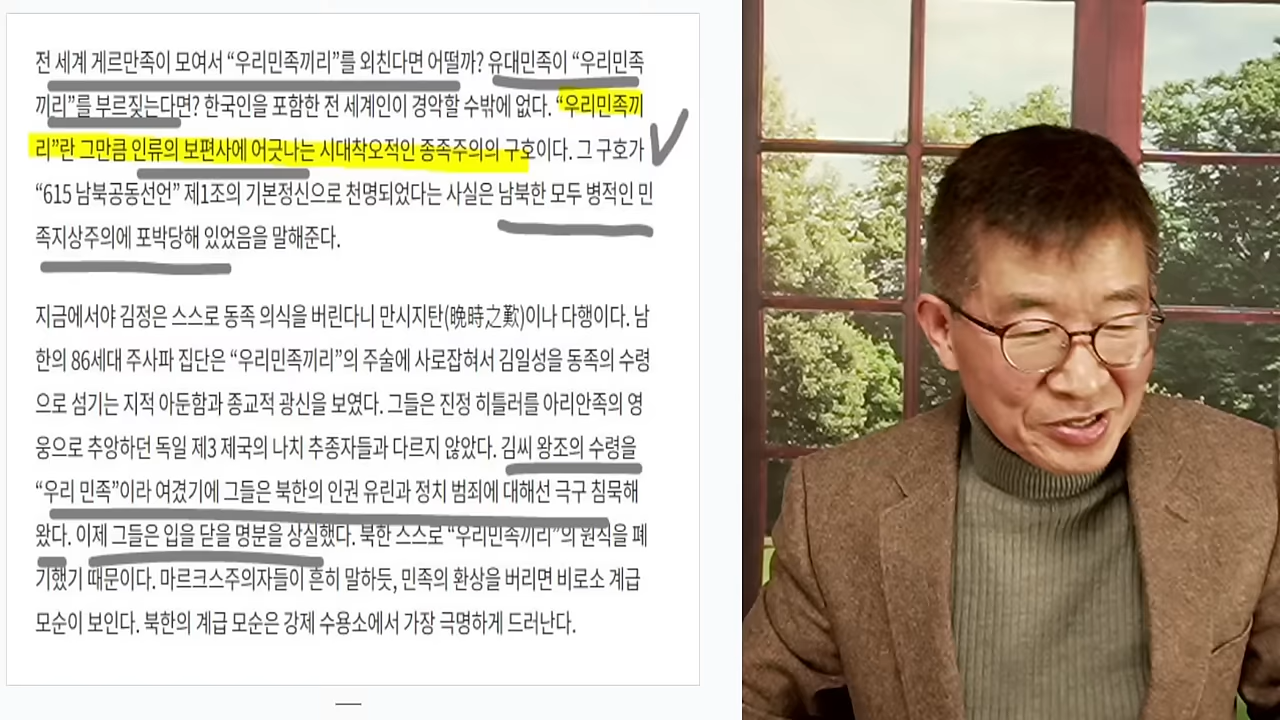 전 세계 게르만족이 모여서 “우리민족끼리”를 외친다면 어떨까? 유대민족이 “우리민족
끼리”를 부르짖는다면? 한국인을 포함한 전 세계인이 경악할 수밖에 없다. “우리민족끼
리”란 그만큼 인류의 보편사에 어긋나는 시대착오적인 종족주의의 구호이다. 그 구호가
“615 남북공동선언” 제1조의 기본정신으로 천명되었다는 사실은 남북한 모두 병적인 민
족지상주의에 포박당해 있었음을 말해준다.
지금에서야 김정은 스스로 동족 의식을 버린다니 만시지탄(晩時之歎)이나 다행이다. 남
한의 86세대 주사파 집단은 “우리민족끼리”의 주술에 사로잡혀서 김일성을 동족의 수령
으로 섬기는 지적 아둔함과 종교적 광신을 보였다. 그들은 진정 히틀러를 아리안족의 영
웅으로 추앙하던 독일 제3 제국의 나치 추종자들과 다르지 않았다. 김씨 왕조의 수령을
“우리 민족”이라 여겼기에 그들은 북한의 인권 유린과 정치 범죄에 대해선 극구 침묵해
왔다. 이제 그들은 입을 닫을 명분을 상실했다. 북한 스스로 “우리민족끼리”의 원칙을 폐
기했기 때문이다. 마르크스주의자들이 흔히 말하듯, 민족의 환상을 버리면 비로소 계급
모순이 보인다. 북한의 계급 모순은 강제 수용소에서 가장 극명하게 드러난다.